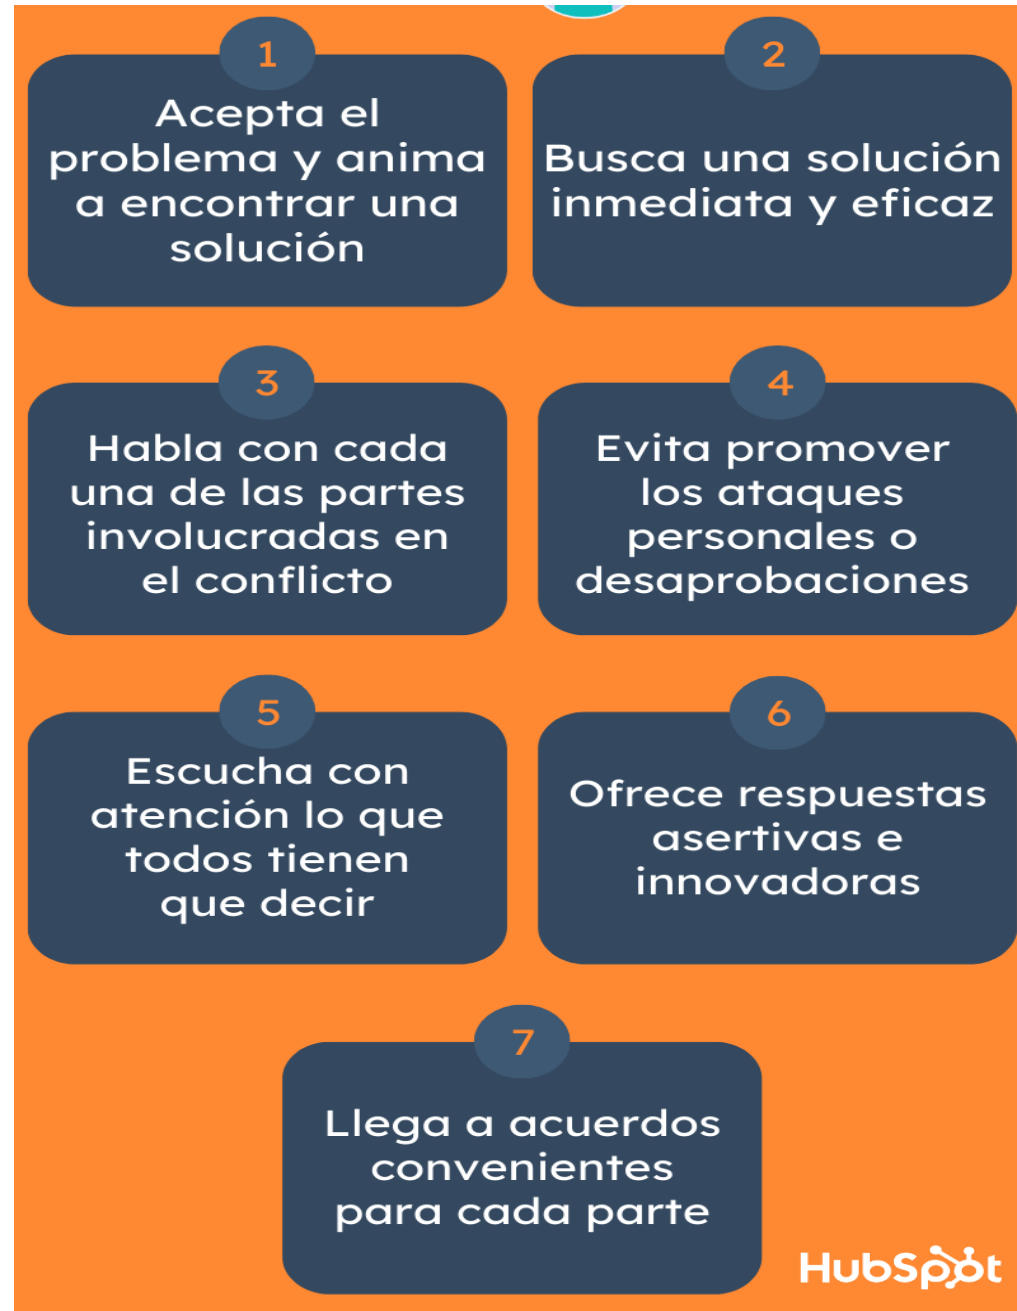 1
Acepta el
problema y anima
a encontrar una
solución
2
Busca una solución
inmediata y eficaz
3
Habla con cada
una de las partes
involucradas en
el conflicto
4
Evita promover
los ataques
personales o
desaprobaciones
5
Escucha con
atención lo que
todos tienen
que decir
6
Ofrece respuestas
asertivas e
innovadoras
7
Llega a acuerdos
convenientes
para cada parte
HubSpot